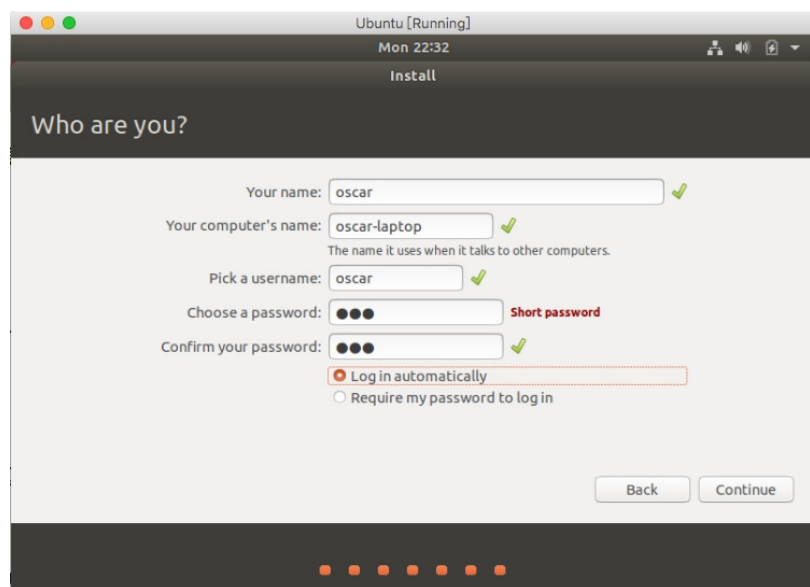 Ubuntu [Running]
Mon 22:32
Install
Who are you?
Your name: oscar
Your computer's name: oscar-laptop
The name it uses when it talks to other computers.
Pick a username: oscar
Choose a password: ●●● Short password
Confirm your password: ●●●
Log in automatically
Require my password to log in
Back Continue